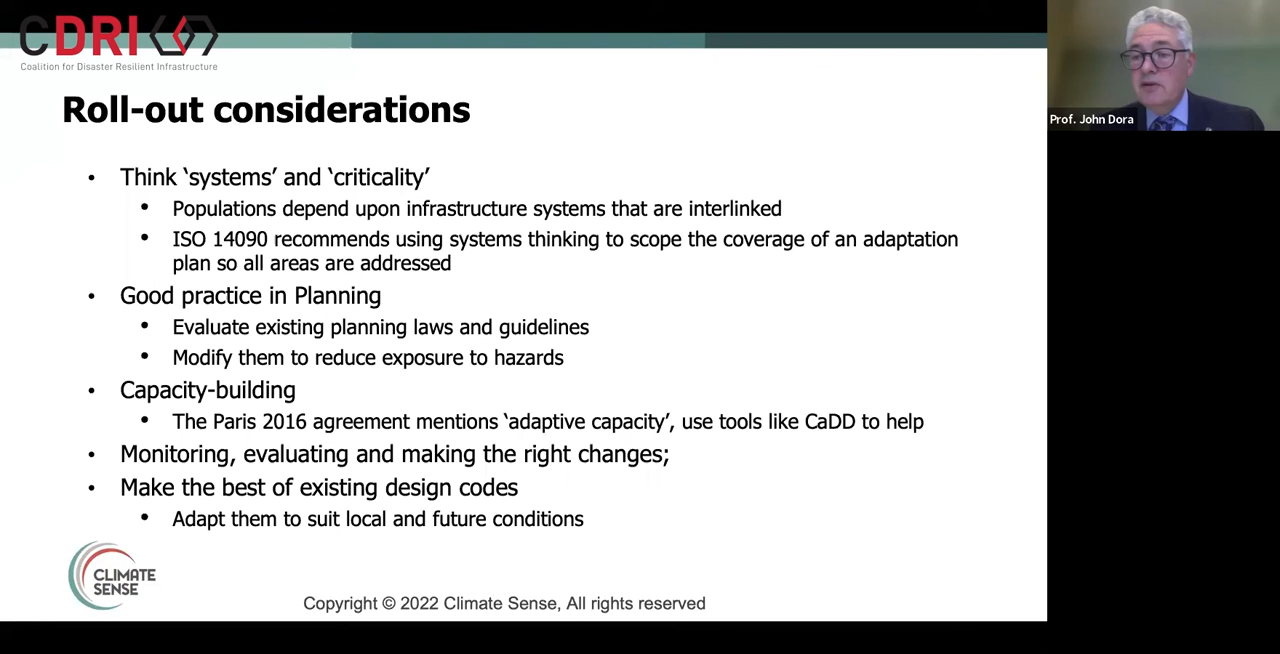 CDRI
Coalition for Disaster Resilient Infrastructure
Prof. John Dora
Roll-out considerations
• Think ‘systems’ and ‘criticality’
• Populations depend upon infrastructure systems that are interlinked
• ISO 14090 recommends using systems thinking to scope the coverage of an adaptation
plan so all areas are addressed
• Good practice in Planning
• Evaluate existing planning laws and guidelines
• Modify them to reduce exposure to hazards
• Capacity-building
• The Paris 2016 agreement mentions ‘adaptive capacity’, use tools like CaDD to help
• Monitoring, evaluating and making the right changes;
• Make the best of existing design codes
• Adapt them to suit local and future conditions
CLIMATE
SENSE
Copyright © 2022 Climate Sense, All rights reserved